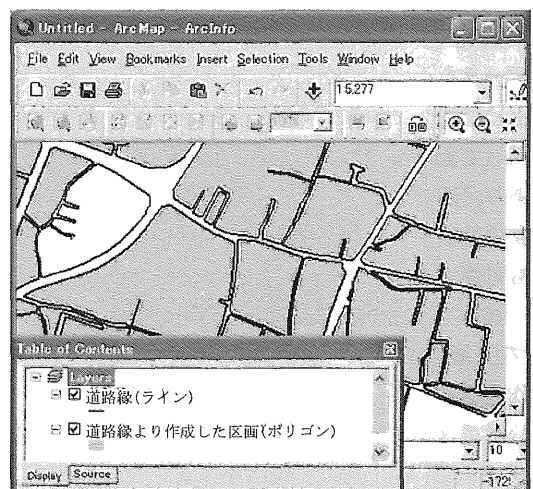 Untitled - ArcMap - ArcInfo
File Edit View Bookmarks Insert Selection Tools Window Help
1:5,277
Table of Contents
Layers
道路縁(ライン)
道路縁より作成した区画(ポリゴン)
10
Display Source